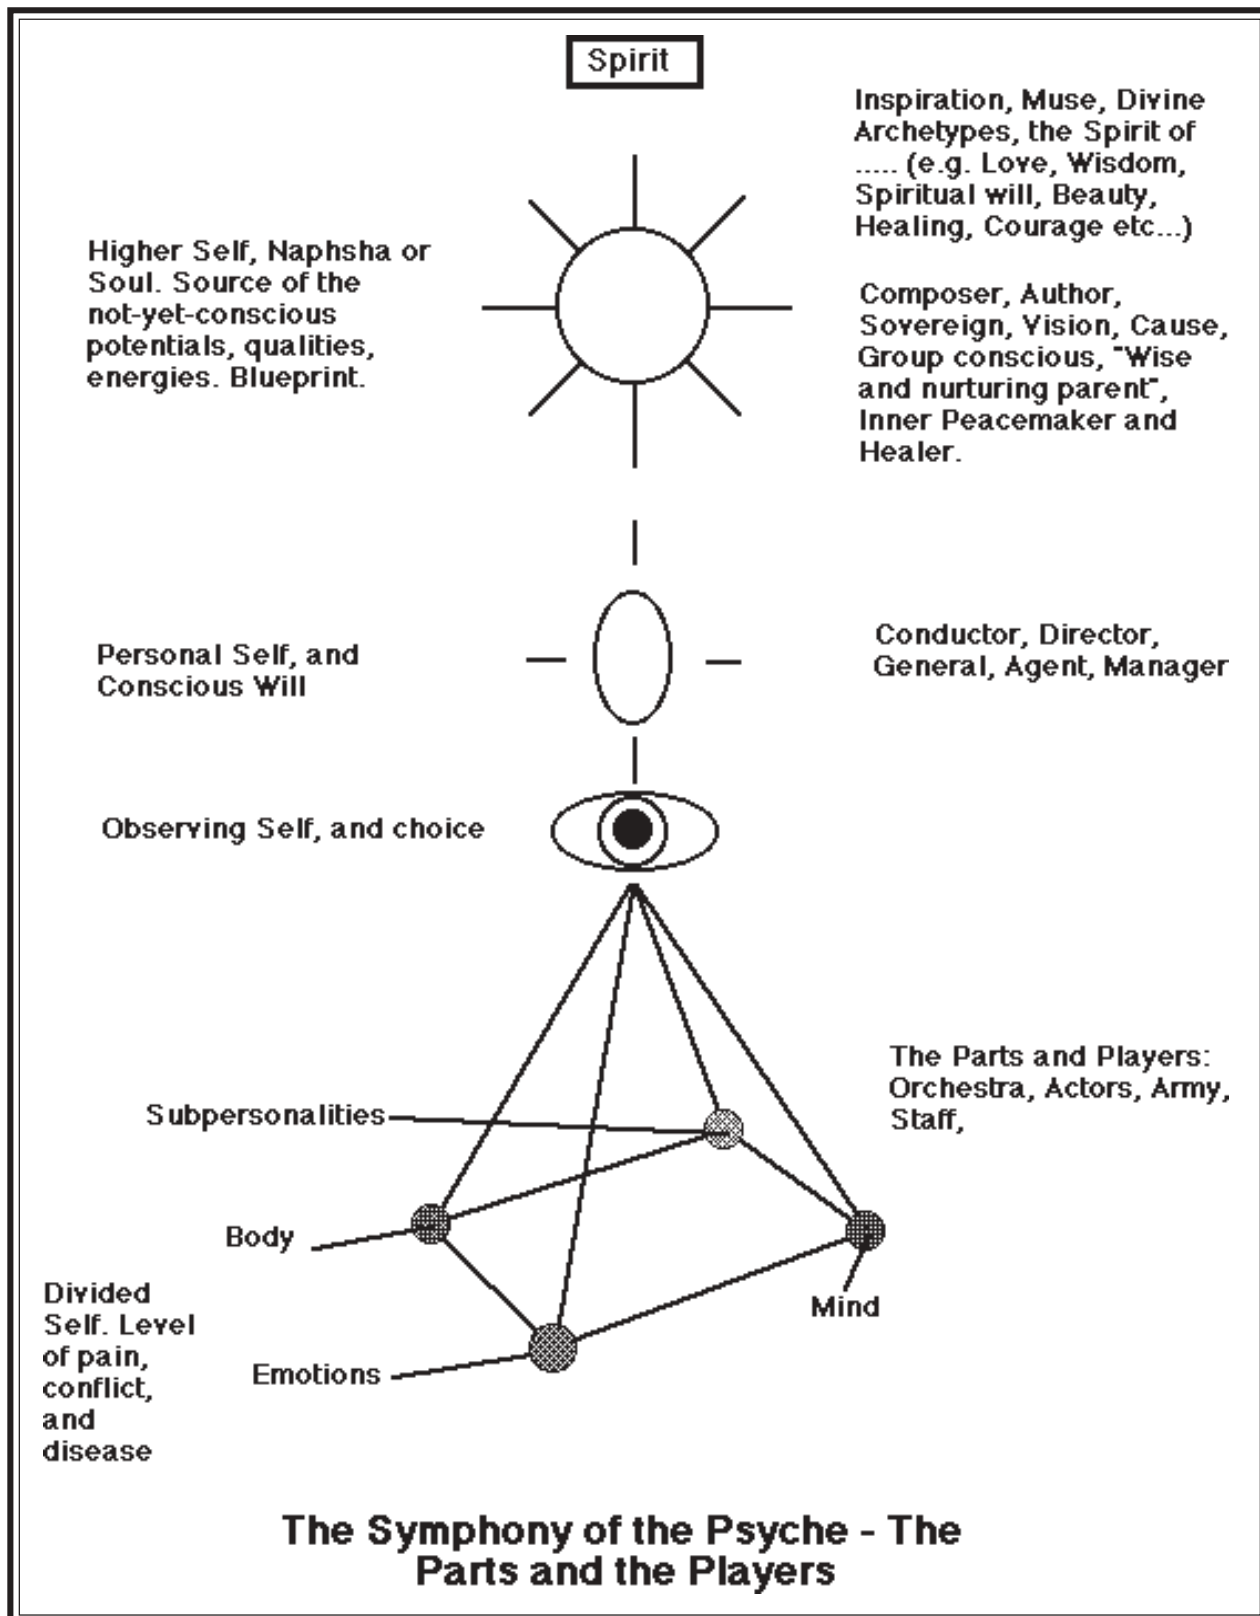 Spirit
Inspiration, Muse, Divine
Archetypes, the Spirit of
..... (e.g. Love, Wisdom,
Spiritual will, Beauty,
Healing, Courage etc...)
Higher Self, Naphsha or
Soul. Source of the
not-yet-conscious
potentials, qualities,
energies. Blueprint.
Composer, Author,
Sovereign, Vision, Cause,
Group conscious, "Wise
and nurturing parent",
Inner Peacemaker and
Healer.
Personal Self, and
Conscious Will
Conductor, Director,
General, Agent, Manager
Observing Self, and choice
The Parts and Players:
Orchestra, Actors, Army,
Staff,
Subpersonalities
Body
Mind
Emotions
Divided
Self. Level
of pain,
conflict,
and
disease
The Symphony of the Psyche - The
Parts and the Players